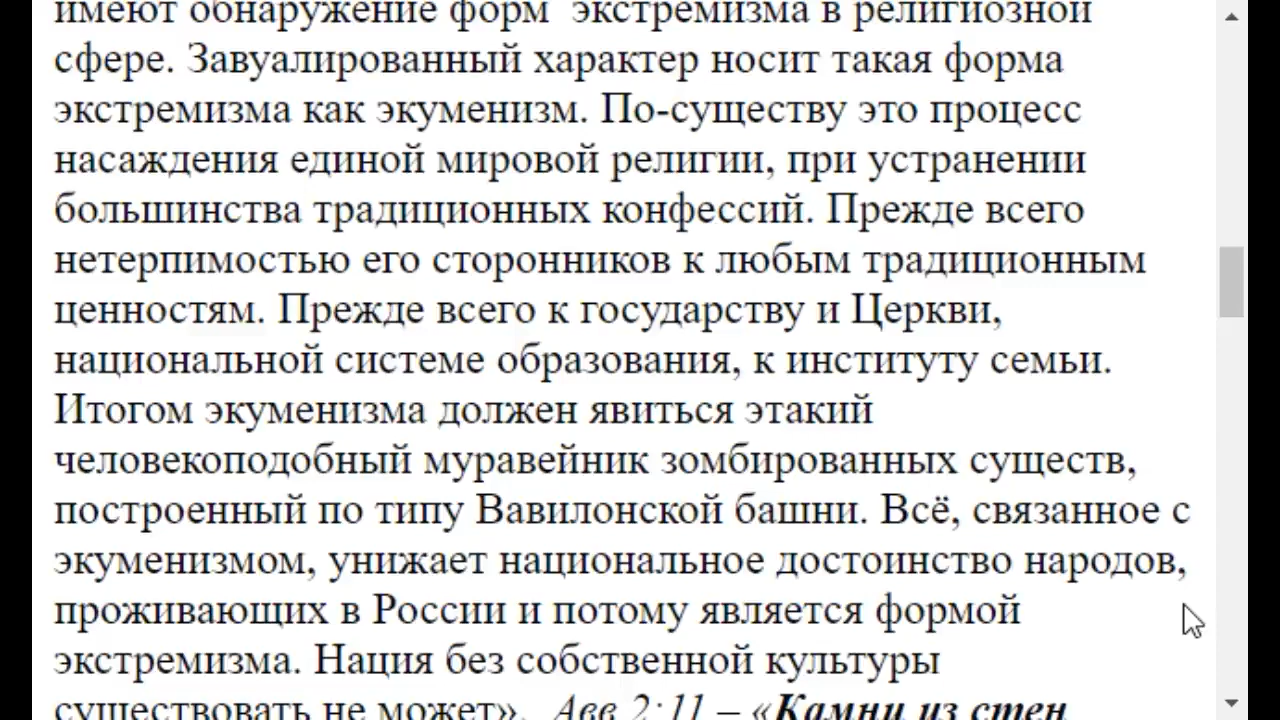 имеют обнаружение форм экстремизма в религиозной
сфере. Завуалированный характер носит такая форма
экстремизма как экуменизм. По-существу это процесс
насаждения единой мировой религии, при устранении
большинства традиционных конфессий. Прежде всего
нетерпимостью его сторонников к любым традиционным
ценностям. Прежде всего к государству и Церкви,
национальной системе образования, к институту семьи.
Итогом экуменизма должен явиться этакий
человекоподобный муравейник зомбированных существ,
построенный по типу Вавилонской башни. Всё, связанное с
экуменизмом, унижает национальное достоинство народов,
проживающих в России и потому является формой
экстремизма. Нация без собственной культуры
существовать не может». Авв 2:11 – «Камни из стен